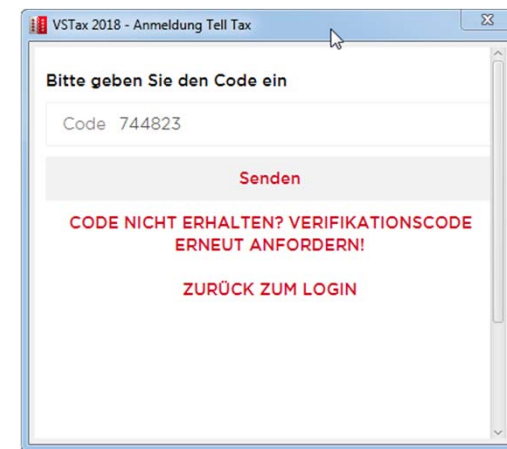 VSTax 2018 - Anmeldung Tell Tax
Bitte geben Sie den Code ein
Code 744823
Senden
CODE NICHT ERHALTEN? VERIFIKATIONSCODE
ERNEUT ANFORDERN!
ZURÜCK ZUM LOGIN